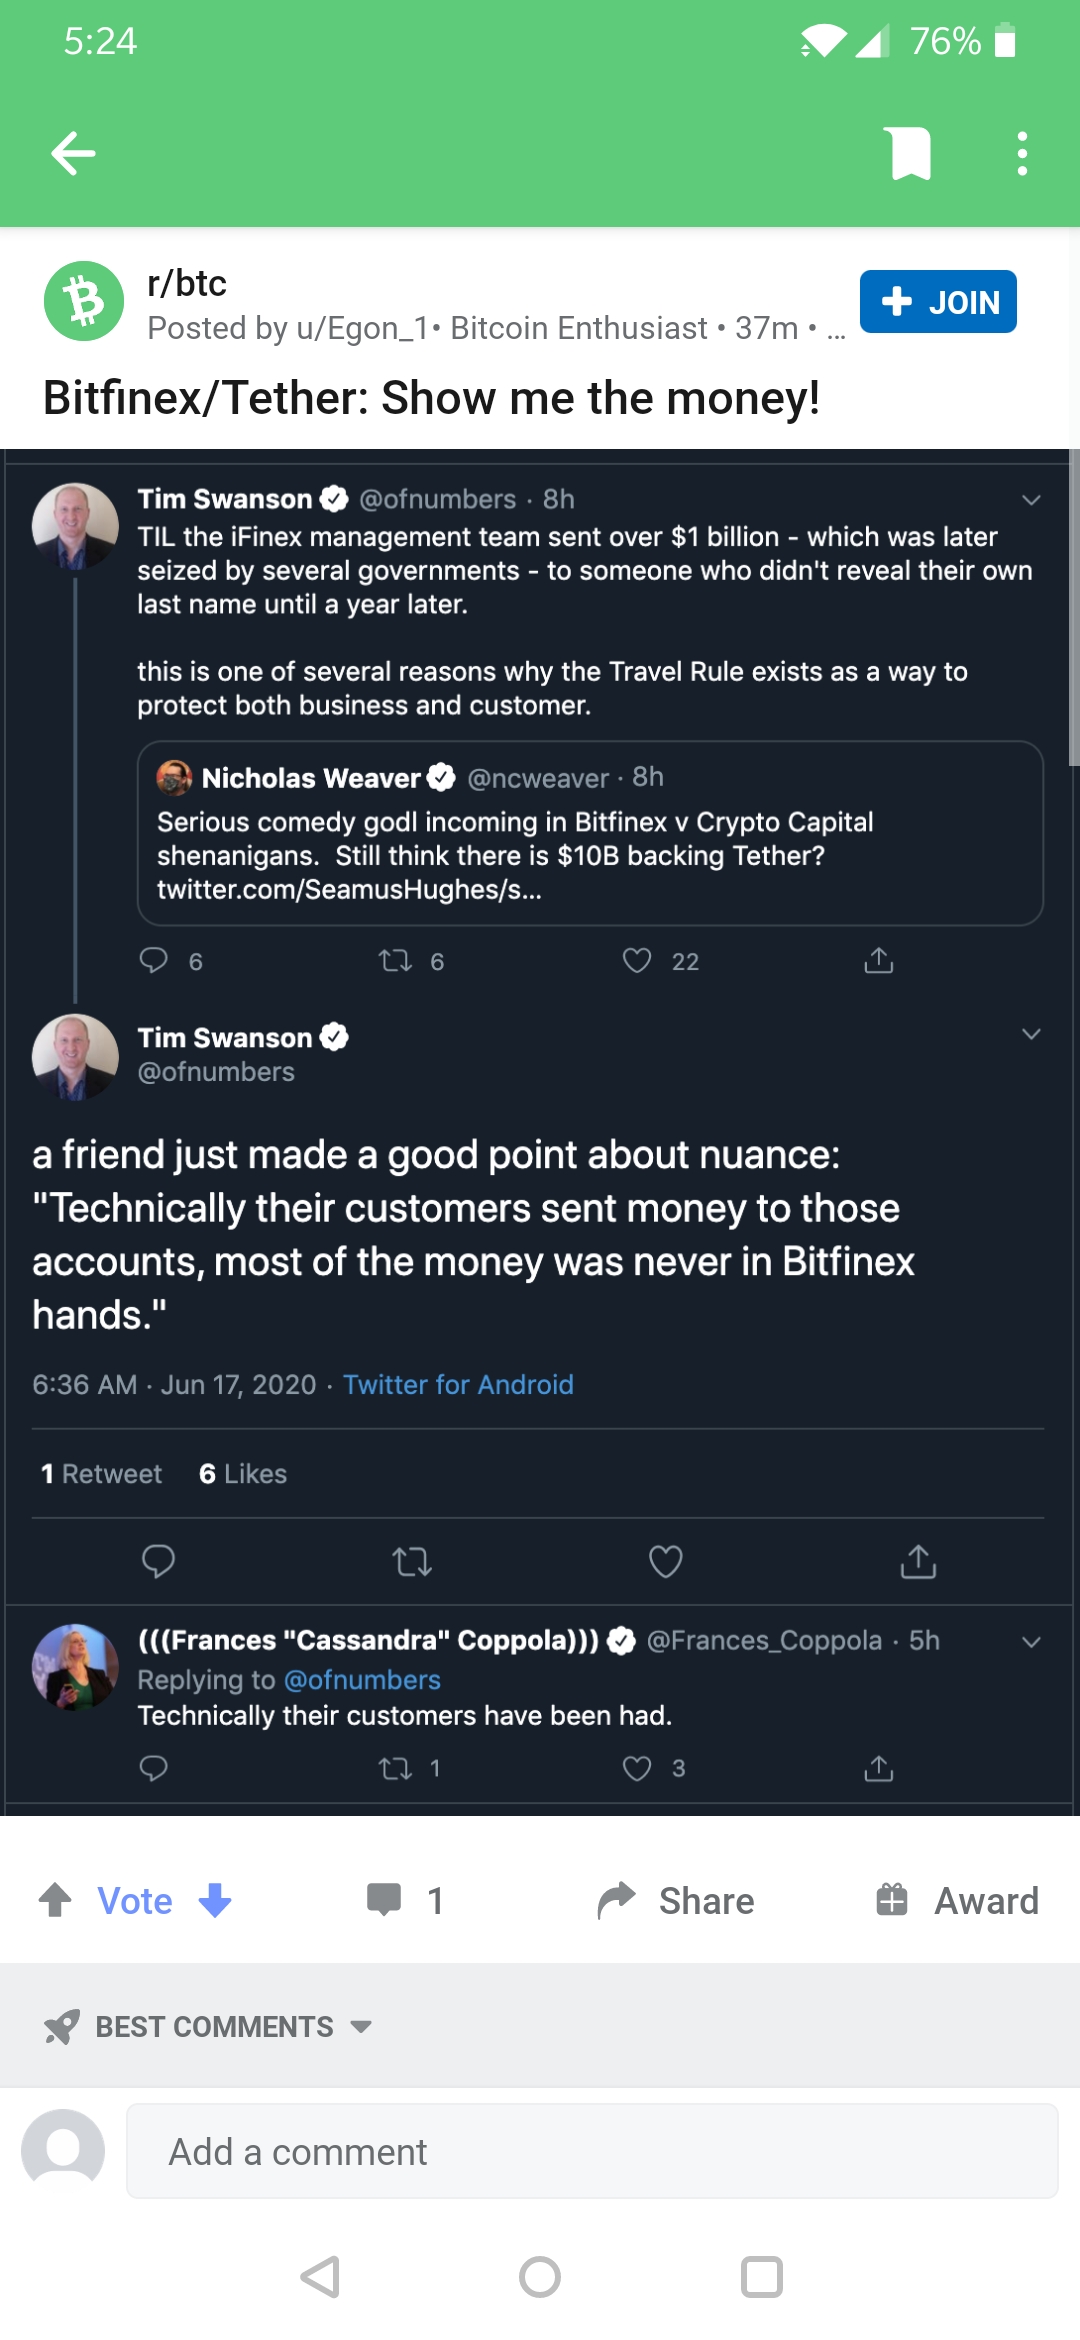 5:24
76%
r/btc
Posted by u/Egon_1• Bitcoin Enthusiast • 37m • ...
JOIN
Bitfinex/Tether: Show me the money!
Tim Swanson @ofnumbers · 8h
TIL the iFinex management team sent over $1 billion - which was later
seized by several governments - to someone who didn't reveal their own
last name until a year later.
this is one of several reasons why the Travel Rule exists as a way to
protect both business and customer.
Nicholas Weaver @ncweaver · 8h
Serious comedy godl incoming in Bitfinex v Crypto Capital
shenanigans.  Still think there is $10B backing Tether?
twitter.com/SeamusHughes/s...
6 6 22
Tim Swanson
@ofnumbers
a friend just made a good point about nuance:
"Technically their customers sent money to those
accounts, most of the money was never in Bitfinex
hands."
6:36 AM · Jun 17, 2020 · Twitter for Android
1 Retweet 6 Likes
(((Frances "Cassandra" Coppola))) @Frances_Coppola · 5h
Replying to @ofnumbers
Technically their customers have been had.
1 3
Vote 1 Share Award
BEST COMMENTS
Add a comment